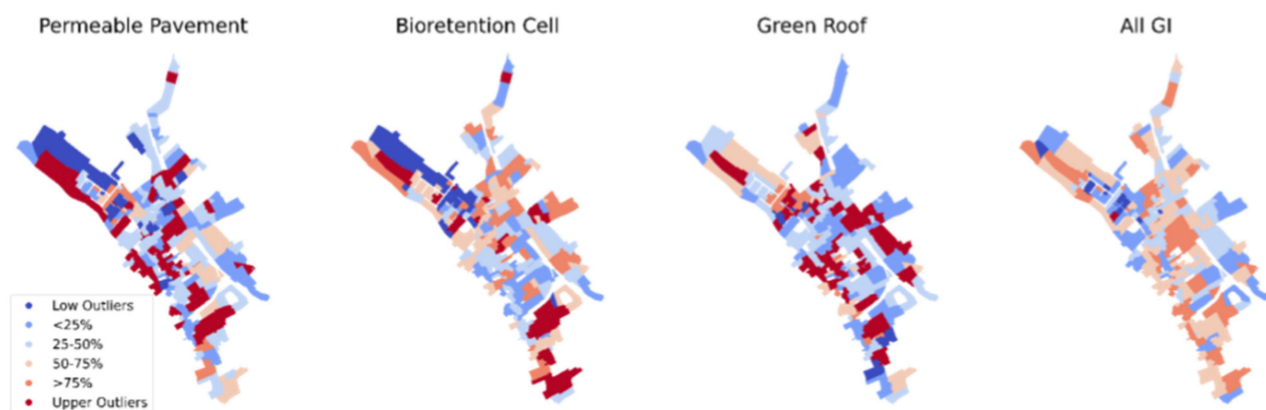 Permeable Pavement
Bioretention Cell
Green Roof
All GI
Low Outliers
<25%
25-50%
50-75%
>75%
Upper Outliers